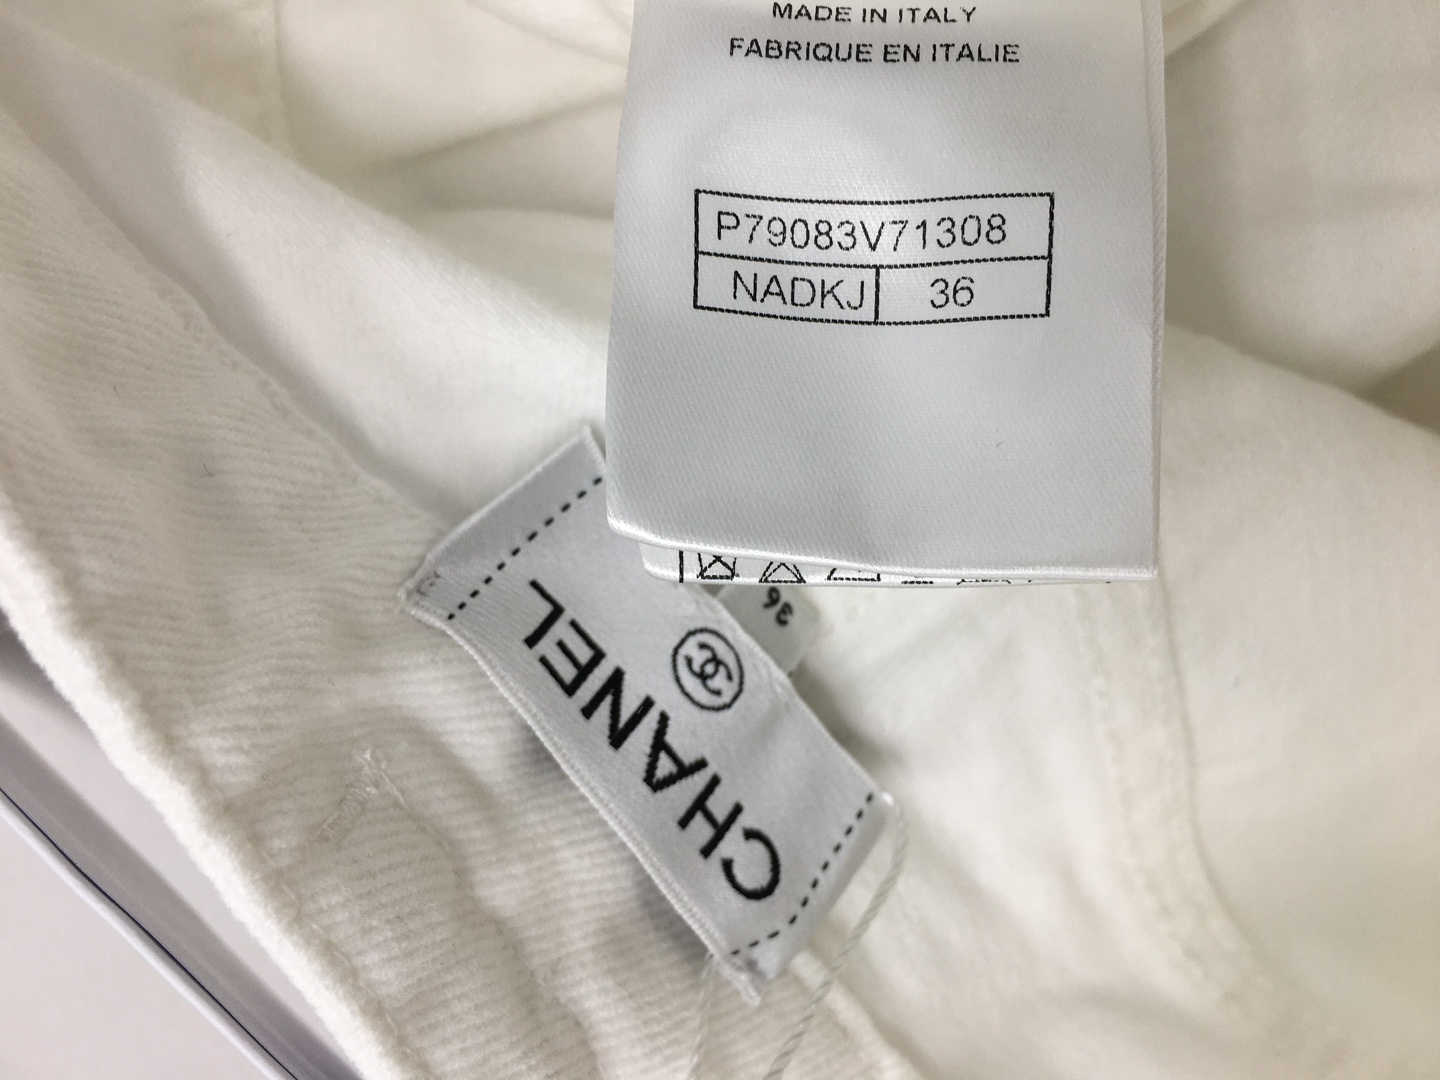 MADE IN ITALY
FABRIQUE EN ITALIE
P79083V71308
NADKJ 36
36
CHANEL